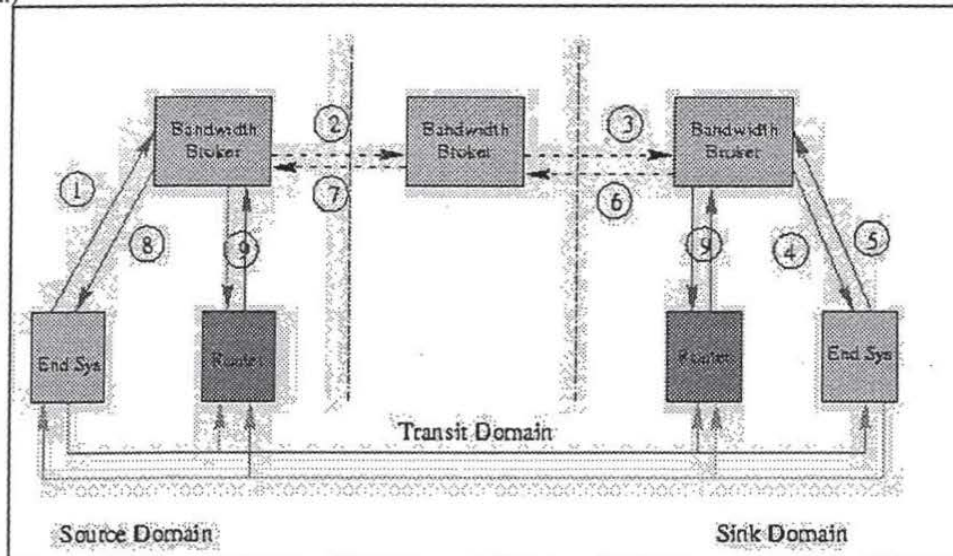 Bandwidth
Broker
Bandwidth
Broker
Bandwidth
Broker
2
3
7
6
1
8
9
9
4
5
End Sys
Router
Router
End Sys
Transit Domain
Source Domain
Sink Domain